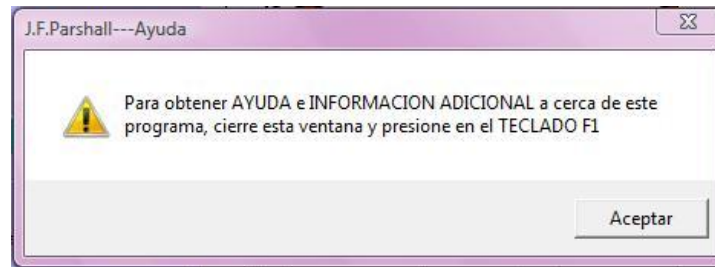 J.F.Parshall---Ayuda
Para obtener AYUDA e INFORMACION ADICIONAL a cerca de este
programa, cierre esta ventana y presione en el TECLADO F1
Aceptar